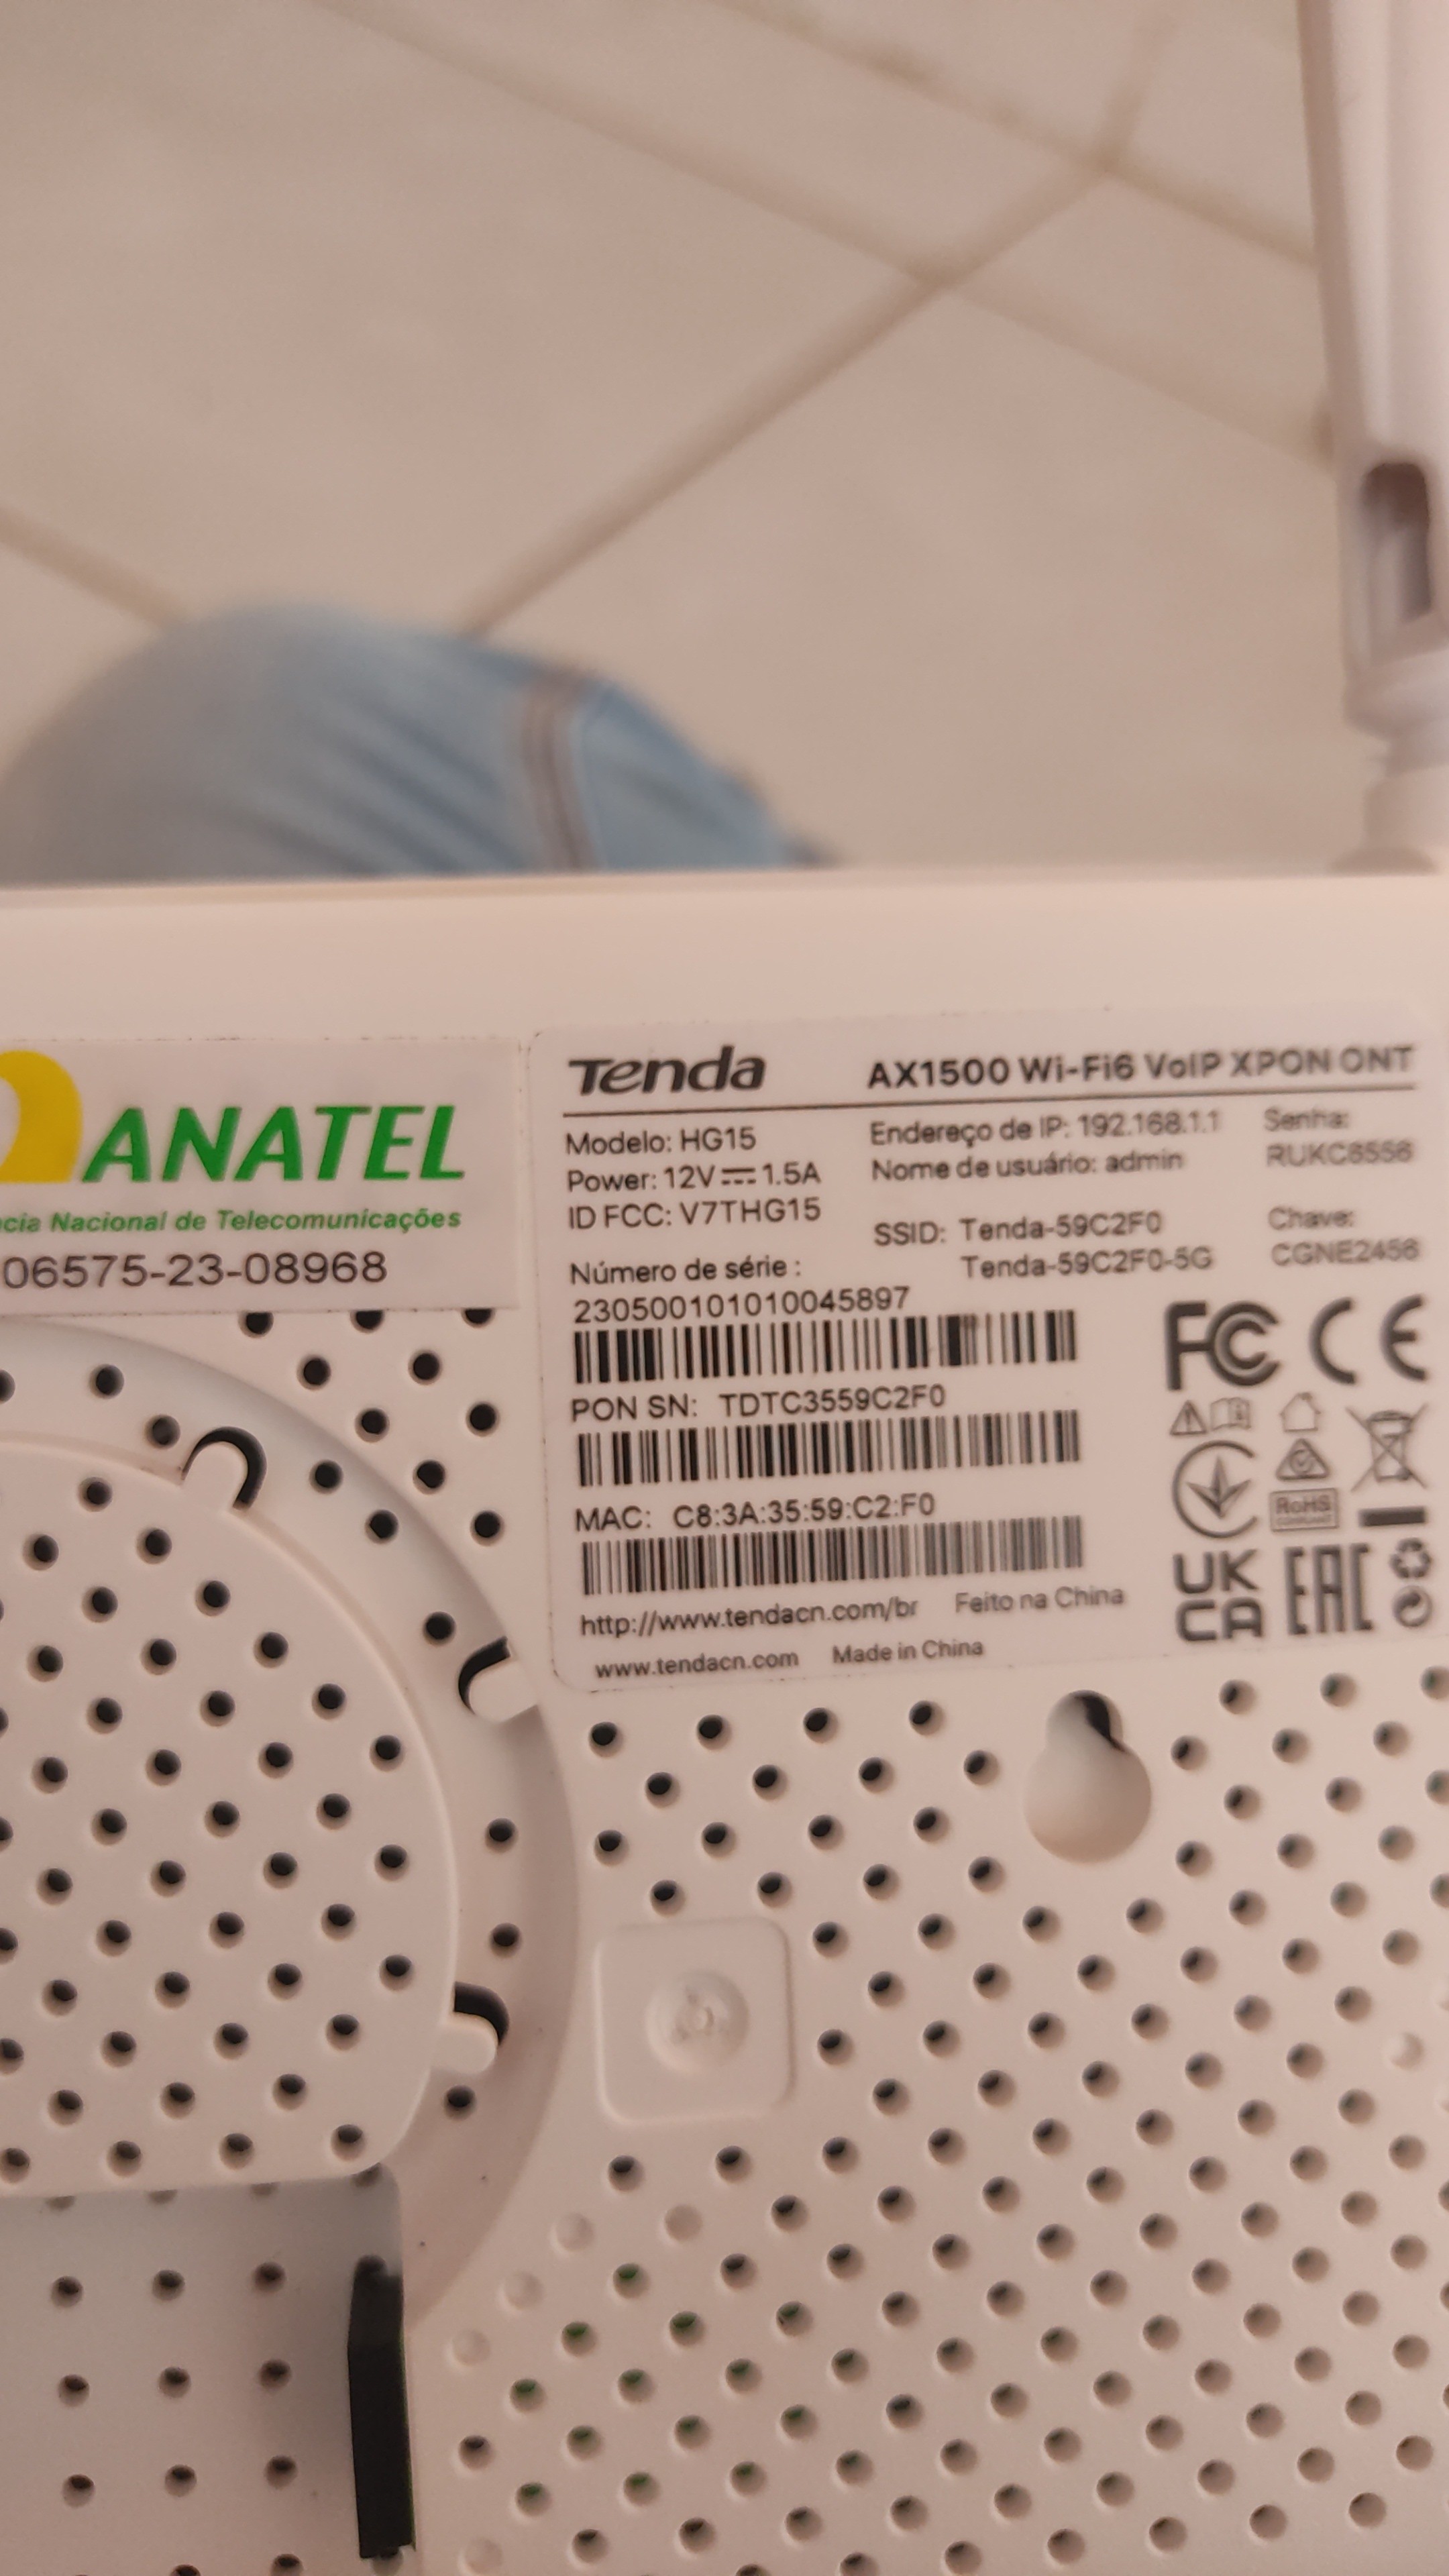 ANATEL
cia Nacional de Telecomunicações
06575-23-08968
Tenda
AX1500 Wi-Fi6 VoIP XPON ONT
Modelo: HG15
Power: 12V⎓1.5A
ID FCC: V7THG15
Endereço de IP: 192.168.1.1
Nome de usuário: admin
Senha:
RUKC8556
SSID: Tenda-59C2F0
Tenda-59C2F0-5G
Chave:
CGNE2456
Número de série :
230500101010045897
PON SN: TDTC3559C2F0
MAC: C8:3A:35:59:C2:F0
http://www.tendacn.com/br Feito na China
www.tendacn.com Made in China
FC CE
RoHS
UK
CA
EAC